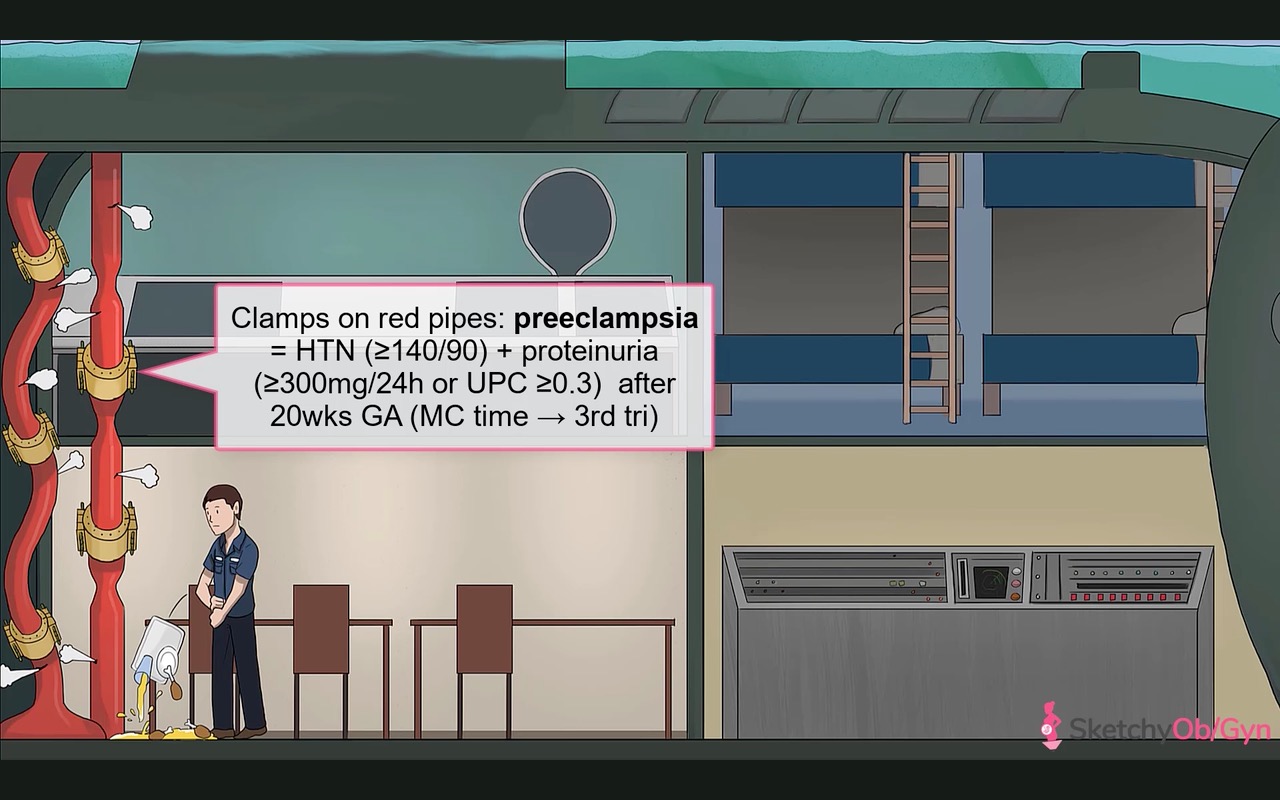 Clamps on red pipes: preeclampsia
= HTN (≥140/90) + proteinuria
(≥300mg/24h or UPC ≥0.3) after
20wks GA (MC time → 3rd tri)
SketchyOb/Gyn